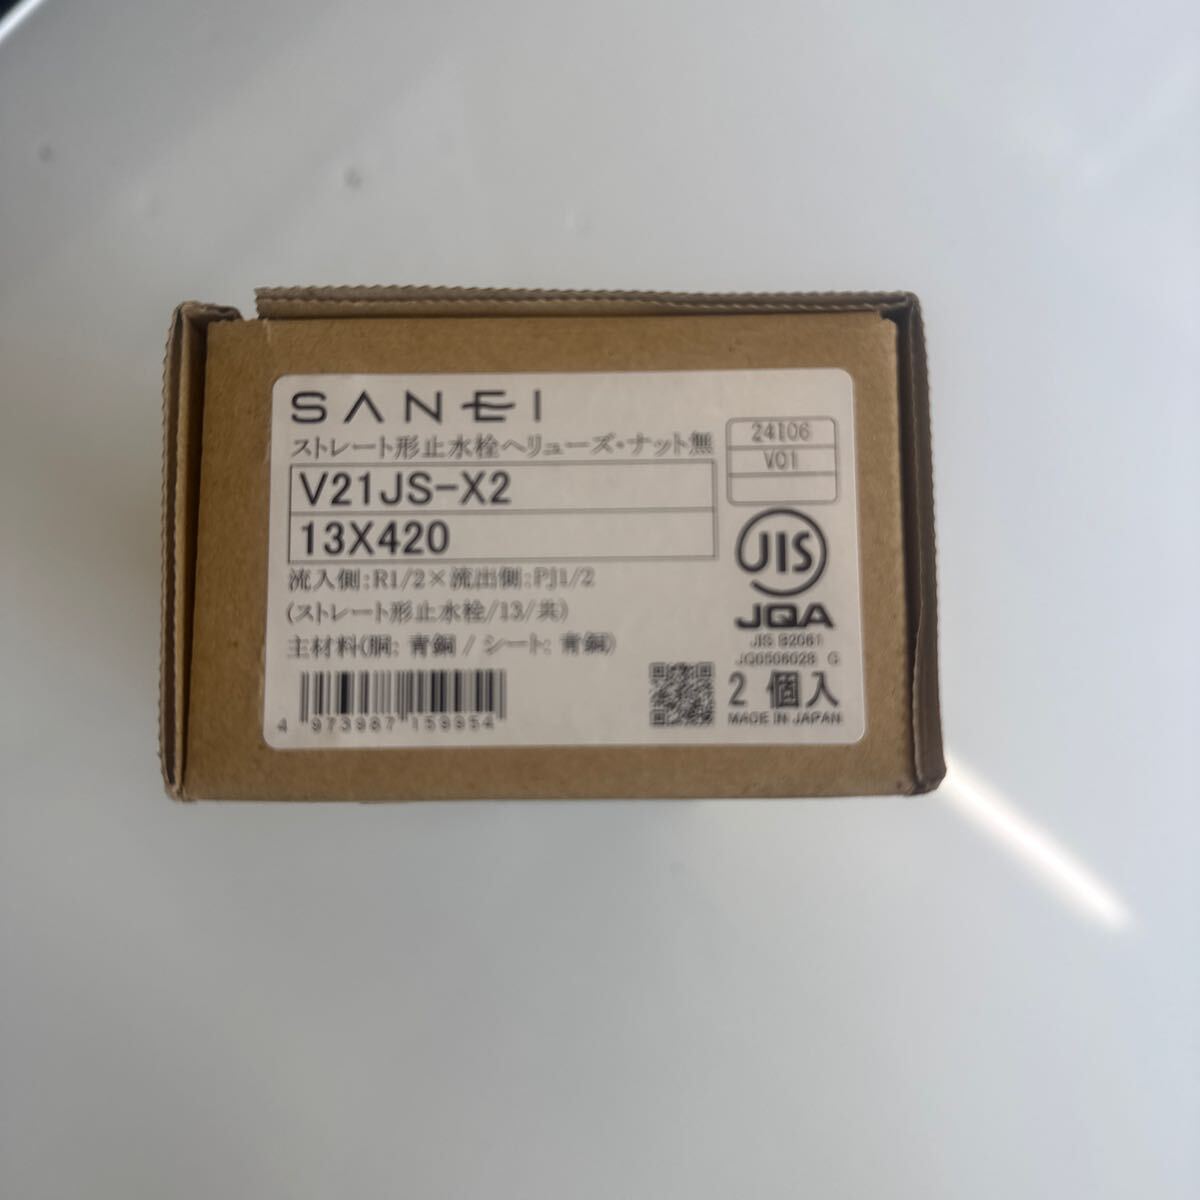 SANEI
ストレート形止水栓ヘリューズ・ナット無
V21JS-X2
13X420
流入側:R1/2×流出側:PJ1/2
(ストレート形止水栓/13/共)
主材料(胴: 青銅 / シート: 青銅)
4 973987 159954
24106
V01
JIS
JQA
JIS B2061
JQ0506028 G
2 個入
MADE IN JAPAN